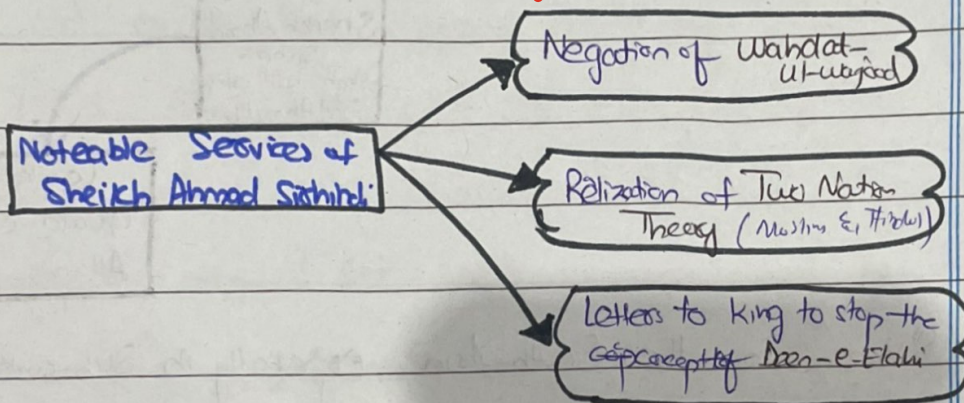 Noteable Services of
Sheikh Ahmad Sirhindi
Negation of Wahdat-
ul-wajood
Relization of Two Nation
Theory (Muslim &, Hindus)
Letters to King to stop the
concept of Deen-e-Elahi